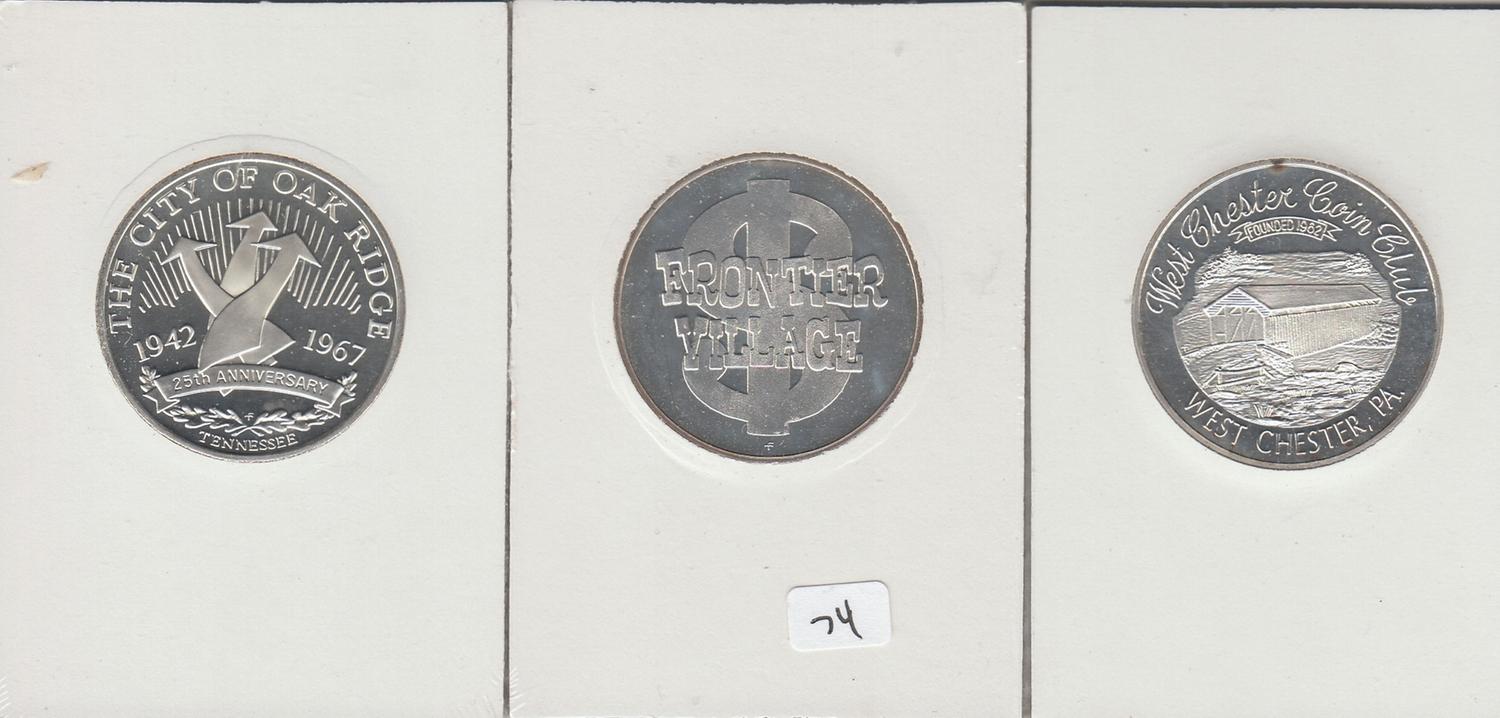 THE CITY OF OAK RIDGE
1942 1967
25th ANNIVERSARY
TENNESSEE
FRONTIER
VILLAGE
74
West Chester Coin Club
FOUNDED 1962
WEST CHESTER, PA.